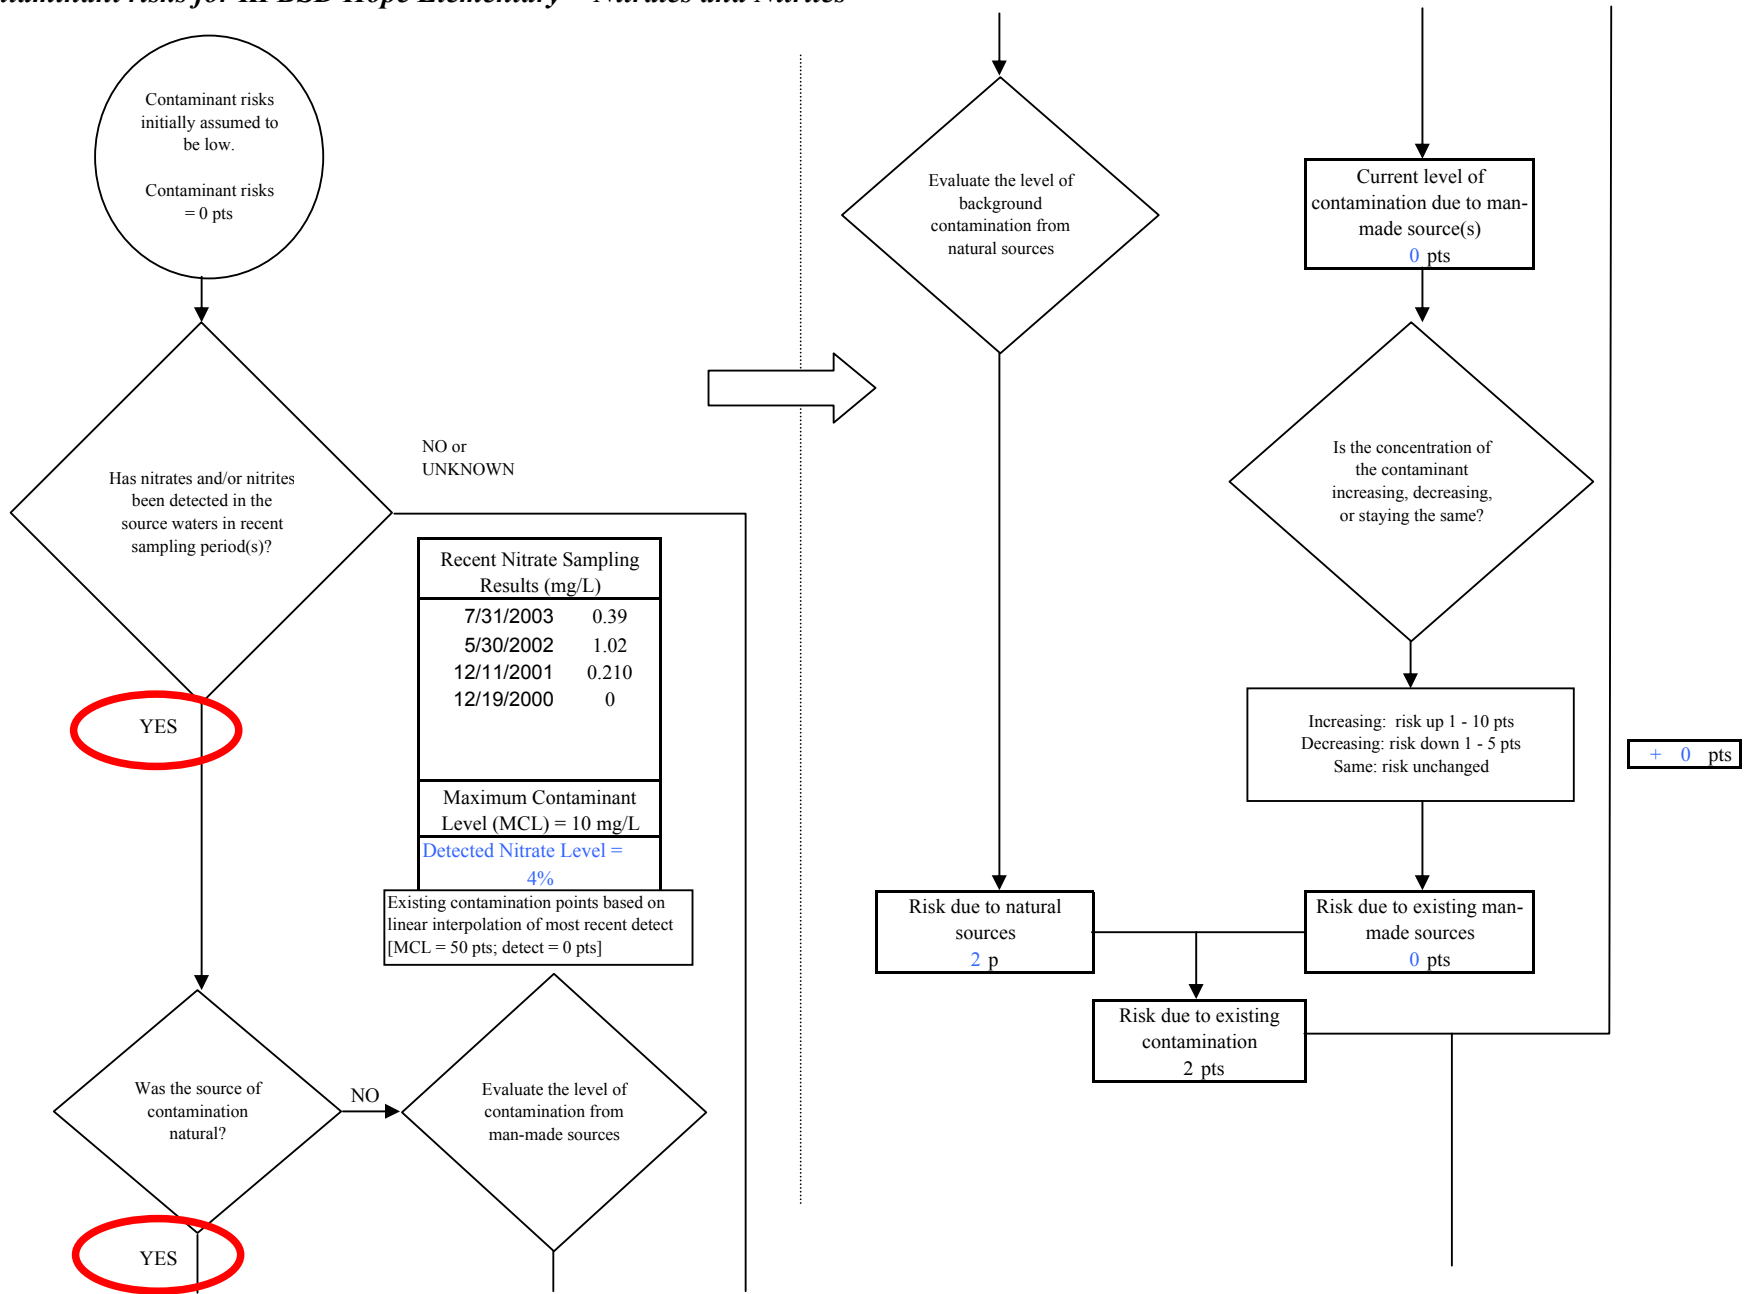 risks for KPBSD Hope Elementary - Nitrates and Nitrites
Contaminant risks
initially assumed to
be low.
Contaminant risks
= 0 pts
Has nitrates and/or nitrites
been detected in the
source waters in recent
sampling period(s)?
NO or
UNKNOWN
YES
Recent Nitrate Sampling
Results (mg/L)
7/31/2003 0.39
5/30/2002 1.02
12/11/2001 0.210
12/19/2000 0
Maximum Contaminant
Level (MCL) = 10 mg/L
Detected Nitrate Level =
4%
Existing contamination points based on
linear interpolation of most recent detect
[MCL = 50 pts; detect = 0 pts]
Was the source of
contamination
natural?
NO
Evaluate the level of
contamination from
man-made sources
YES
Evaluate the level of
background
contamination from
natural sources
Current level of
contamination due to man-
made source(s)
0 pts
Is the concentration of
the contaminant
increasing, decreasing,
or staying the same?
Increasing: risk up 1 - 10 pts
Decreasing: risk down 1 - 5 pts
Same: risk unchanged
+ 0 pts
Risk due to natural
sources
2 p
Risk due to existing man-
made sources
0 pts
Risk due to existing
contamination
2 pts